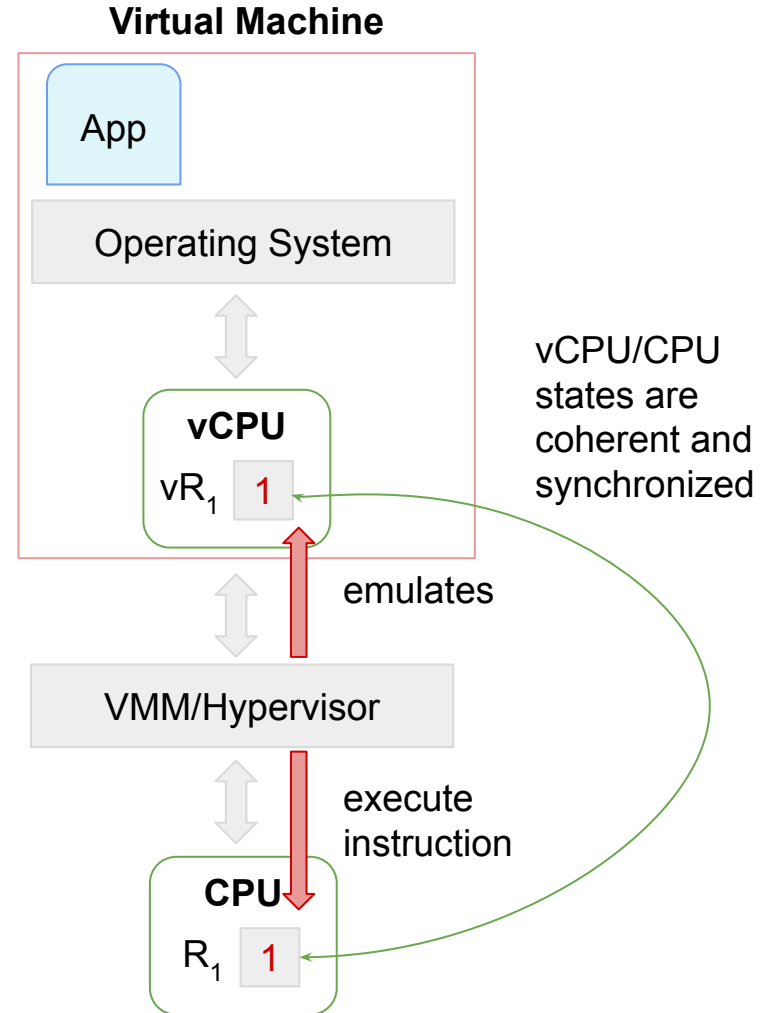 Virtual Machine
App
Operating System
vCPU/CPU
states are
coherent and
synchronized
vCPU
vR₁ 1
emulates
VMM/Hypervisor
execute
instruction
CPU
R₁ 1